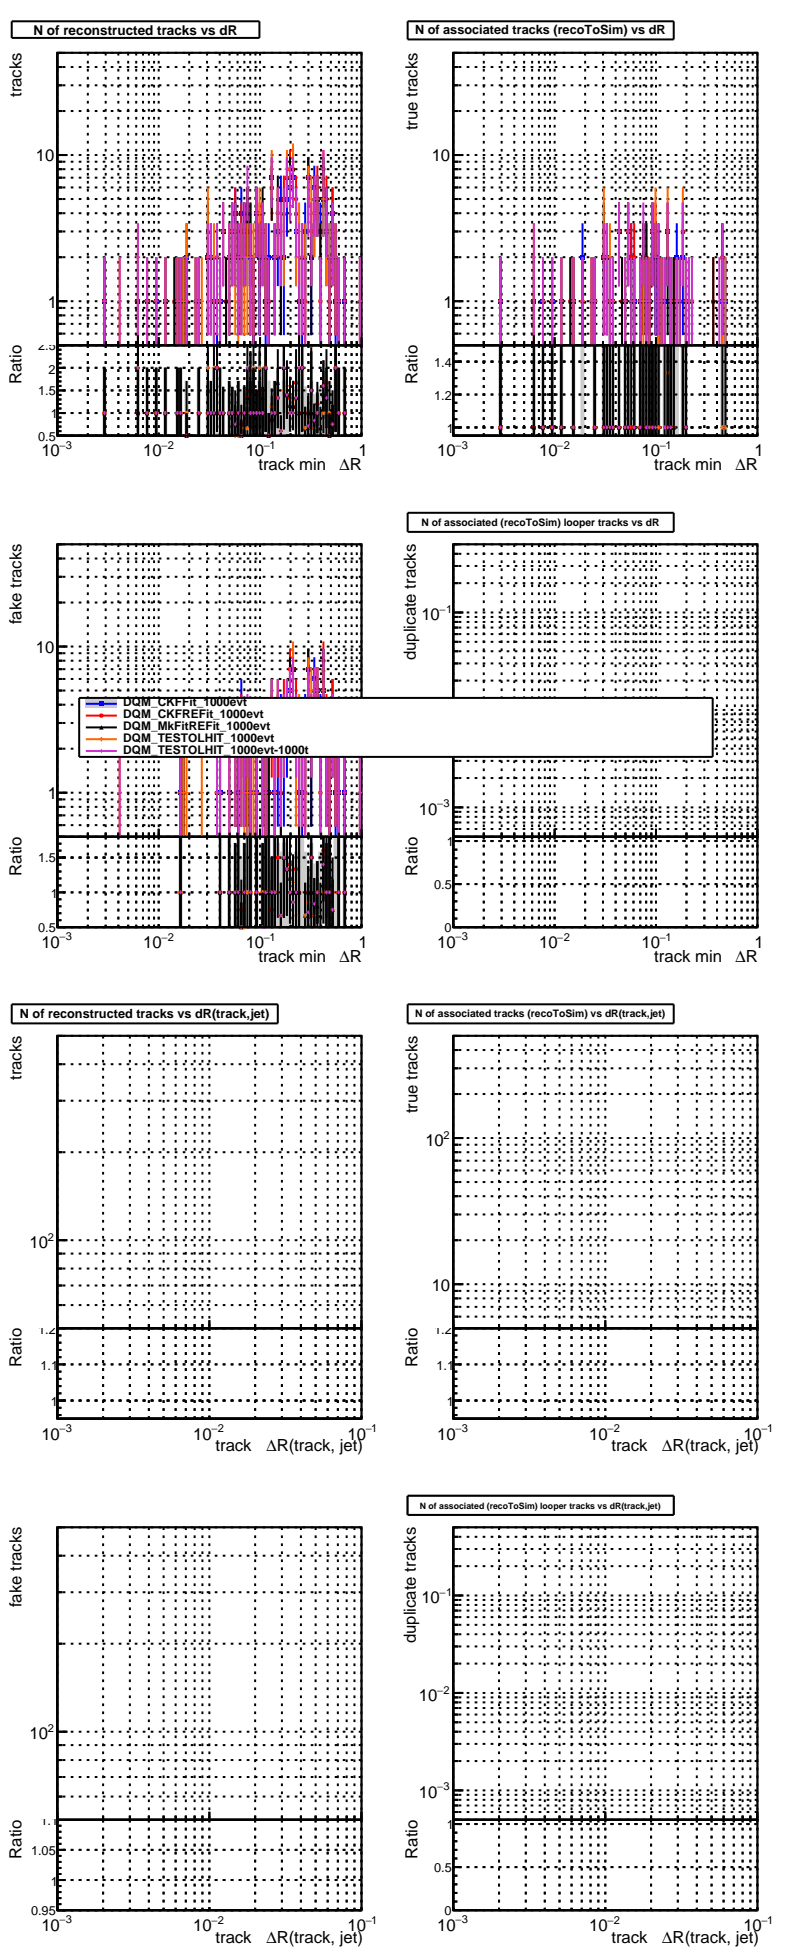 N of reconstructed tracks vs dR
tracks
10
1
Ratio
2.5
2
1.5
1
0.5
10⁻³ 10⁻² 10⁻¹ 1
track min ΔR
N of associated tracks (recoToSim) vs dR
true tracks
10
1
Ratio
1.4
1.2
1
10⁻³ 10⁻² 10⁻¹ 1
track min ΔR
fake tracks
10
1
DQM_CKFFit_1000evt
DQM_CKFREFit_1000evt
DQM_MkFitREFit_1000evt
DQM_TESTOLHIT_1000evt
DQM_TESTOLHIT_1000evt-1000t
Ratio
1.5
1
0.5
10⁻³ 10⁻² 10⁻¹ 1
track min ΔR
N of associated (recoToSim) looper tracks vs dR
duplicate tracks
10⁻¹
10⁻³
Ratio
1
0.5
0
10⁻³ 10⁻² 10⁻¹ 1
track min ΔR
N of reconstructed tracks vs dR(track,jet)
tracks
10²
Ratio
1.2
1.1
1
10⁻³ 10⁻² 10⁻¹
track ΔR(track, jet)
N of associated tracks (recoToSim) vs dR(track,jet)
true tracks
10²
10
Ratio
1.2
1.1
1
10⁻³ 10⁻² 10⁻¹
track ΔR(track, jet)
fake tracks
10²
Ratio
1.1
1.05
1
0.95
10⁻³ 10⁻² 10⁻¹
track ΔR(track, jet)
N of associated (recoToSim) looper tracks vs dR(track,jet)
duplicate tracks
10⁻¹
10⁻²
10⁻³
Ratio
1
0.5
0
10⁻³ 10⁻² 10⁻¹
track ΔR(track, jet)